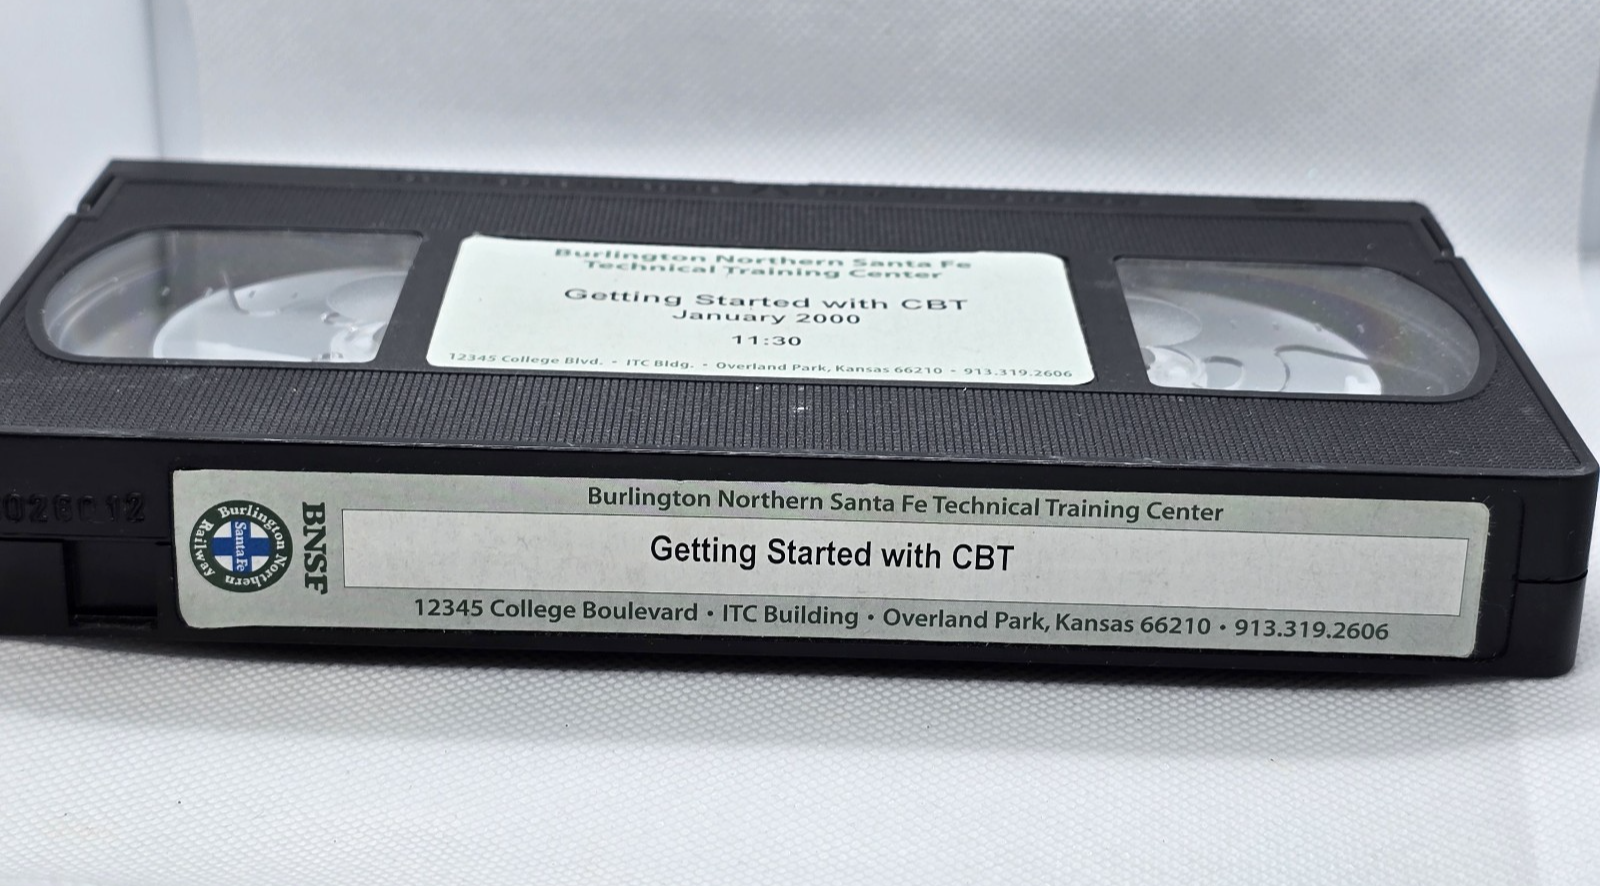 Burlington Northern Santa Fe
Technical Training Center
Getting Started with CBT
January 2000
11:30
12345 College Blvd. - ITC Bldg. - Overland Park, Kansas 66210 - 913.319.2606
Burlington Northern Santa Fe Technical Training Center
Burlington Northern
Santa Fe
Railway
BNSF
Getting Started with CBT
12345 College Boulevard • ITC Building • Overland Park, Kansas 66210 • 913.319.2606